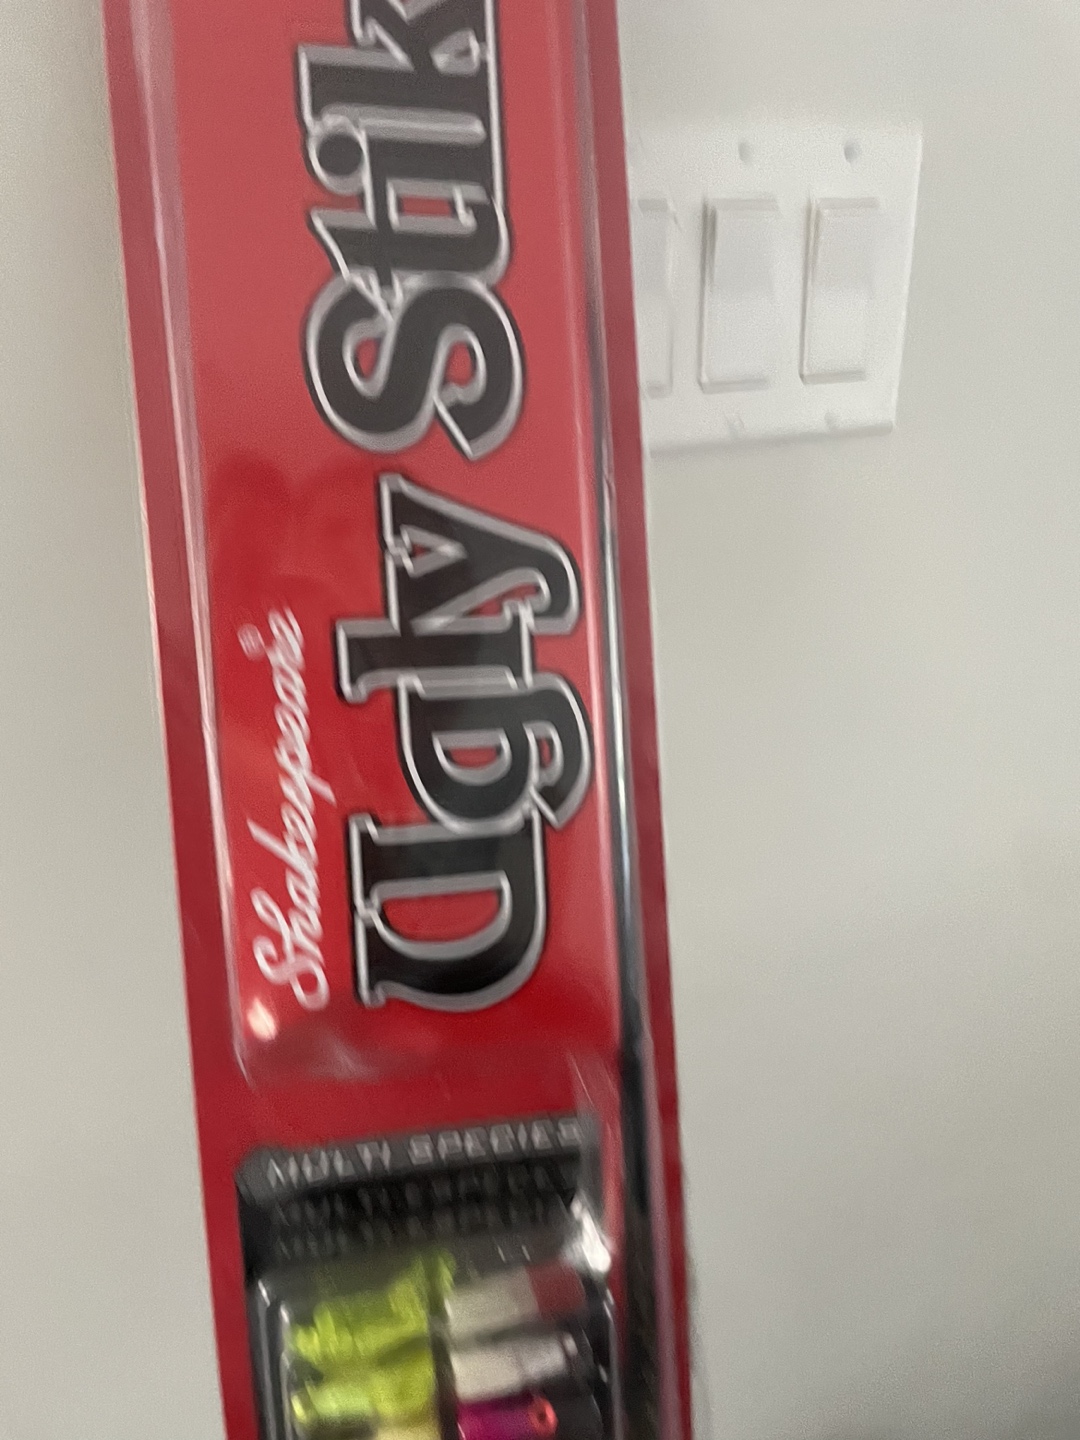 Shakespeare®
Ugly Stik
MULTI SPECIES